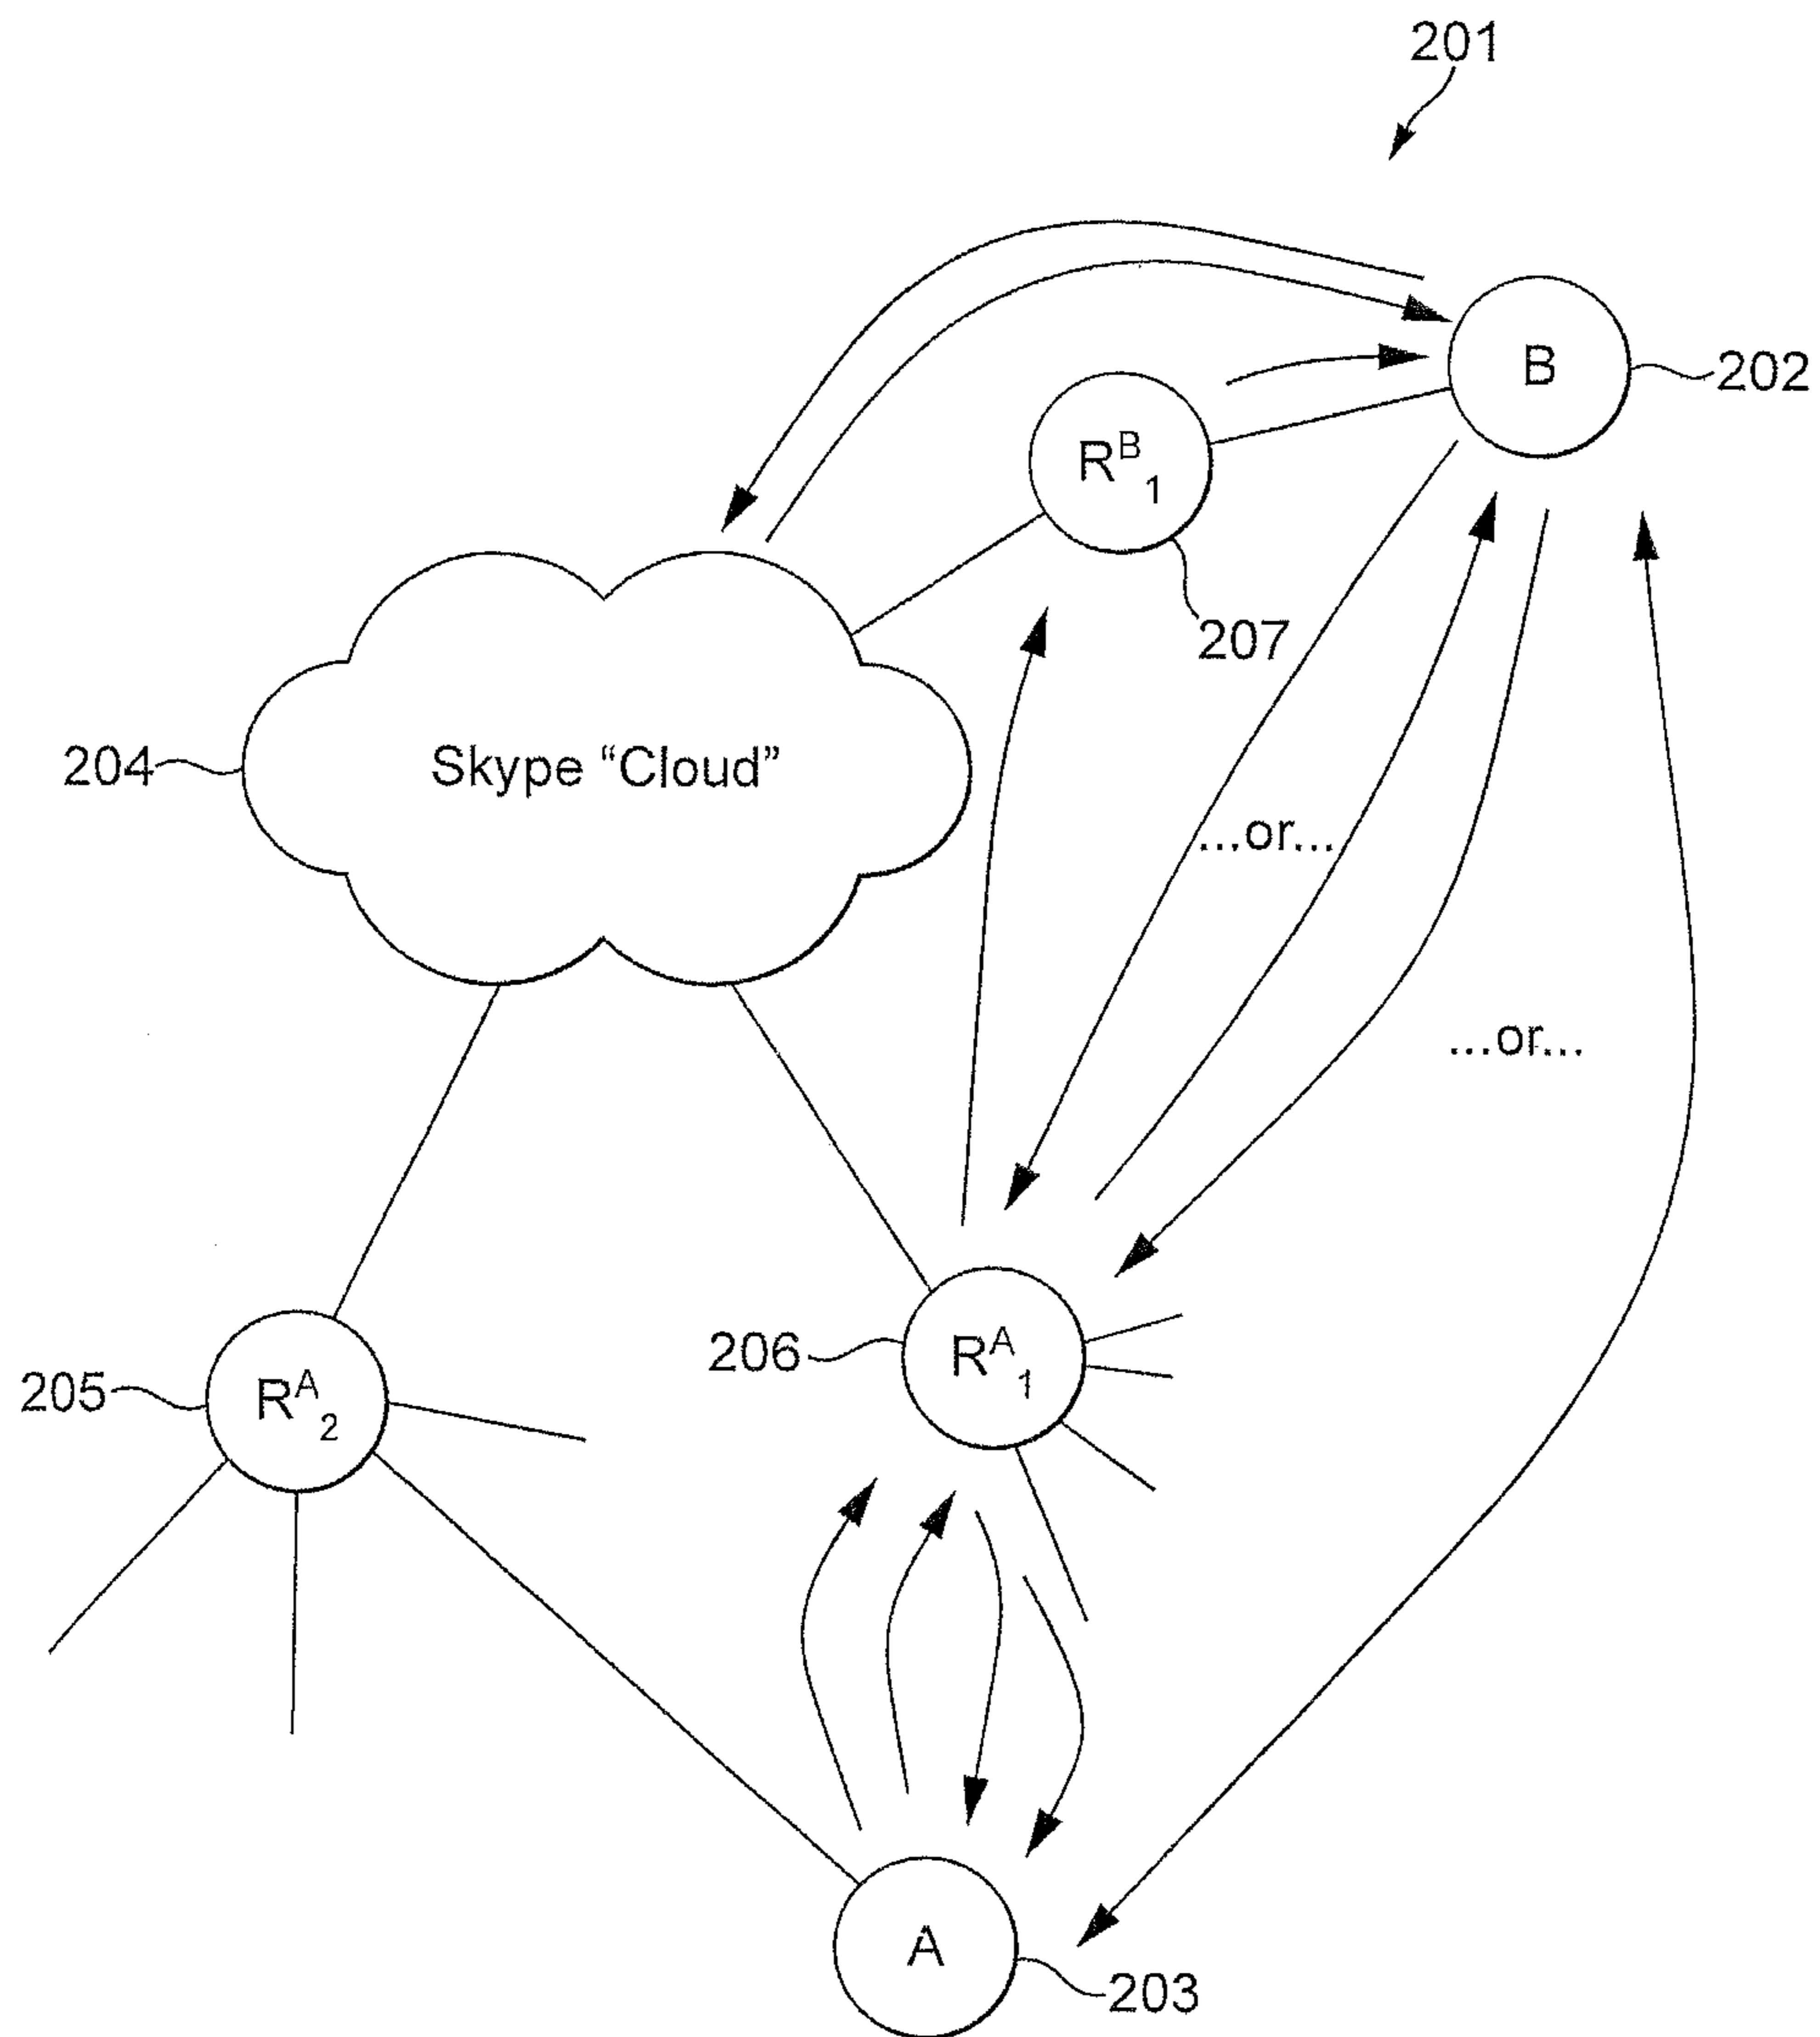 201
B
202
R^B_1
207
204
Skype “Cloud”
...or...
...or...
206
R^A_1
205
R^A_2
A
203